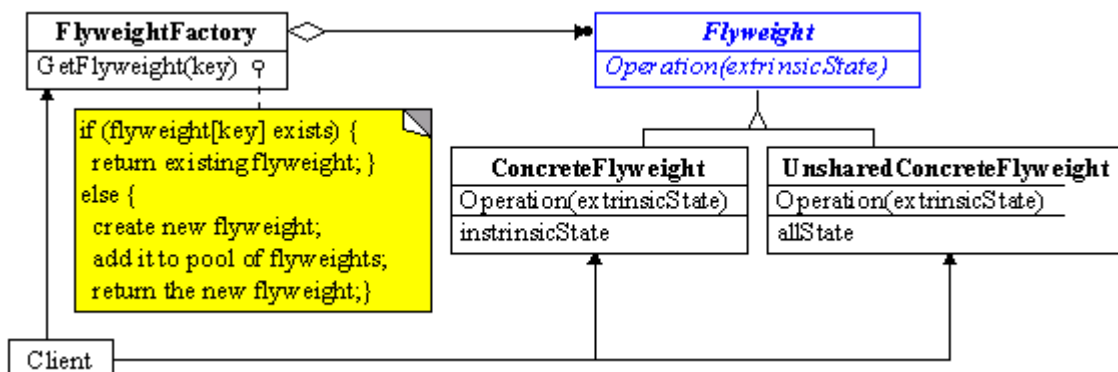 FlyweightFactory
GetFlyweight(key)
Flyweight
Operation(extrinsicState)
if (flyweight[key] exists) {
return existing flyweight; }
else {
create new flyweight;
add it to pool of flyweights;
return the new flyweight;}
ConcreteFlyweight
Operation(extrinsicState)
instrinsicState
UnsharedConcreteFlyweight
Operation(extrinsicState)
allState
Client